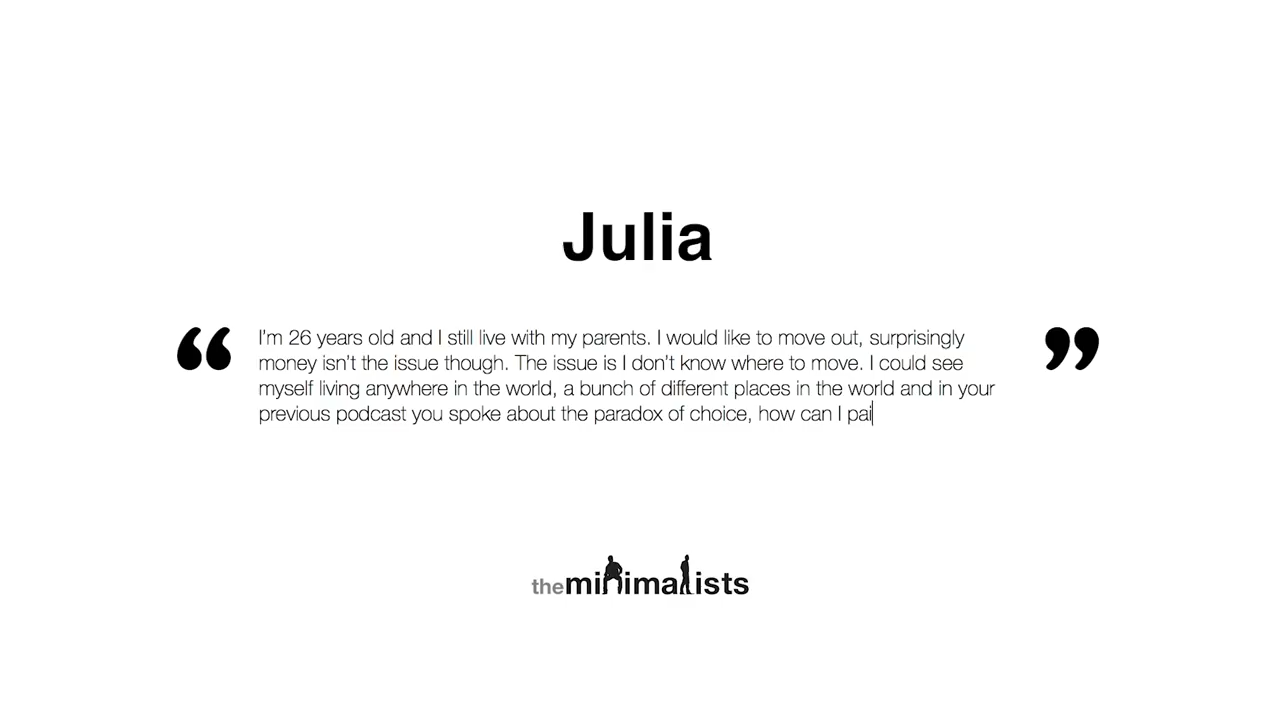 Julia
“ I’m 26 years old and I still live with my parents. I would like to move out, surprisingly ”
money isn’t the issue though. The issue is I don’t know where to move. I could see
myself living anywhere in the world, a bunch of different places in the world and in your
previous podcast you spoke about the paradox of choice, how can I pai
theminimalists